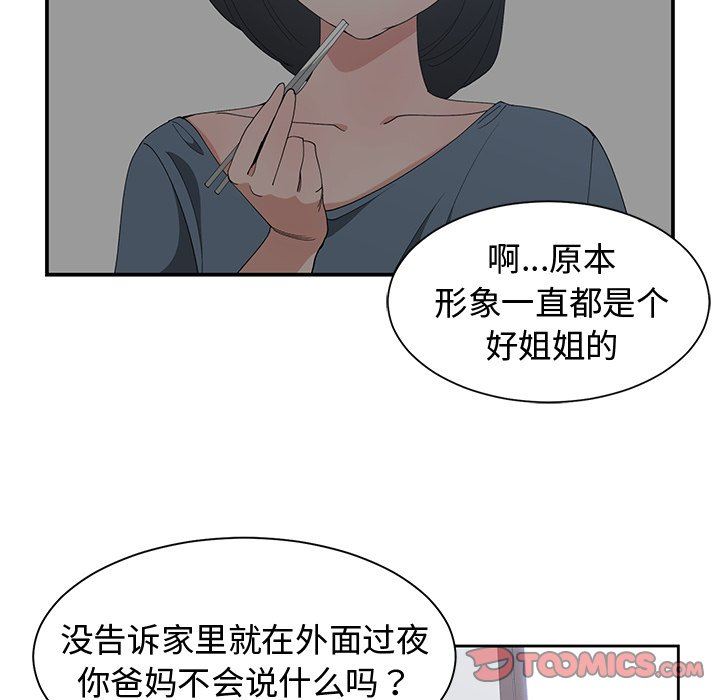 啊...原本
形象一直都是个
好姐姐的
没告诉家里就在外面过夜
你爸妈不会说什么吗？
TOOMICS.COM